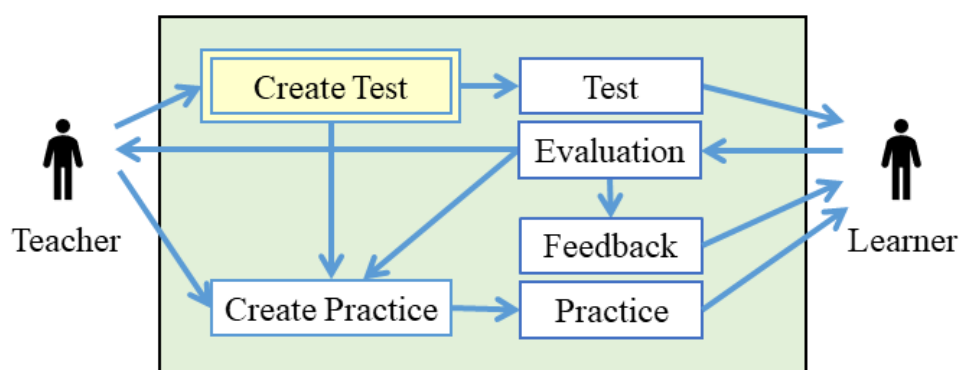 Create Test
Test
Evaluation
Teacher
Feedback
Learner
Create Practice
Practice